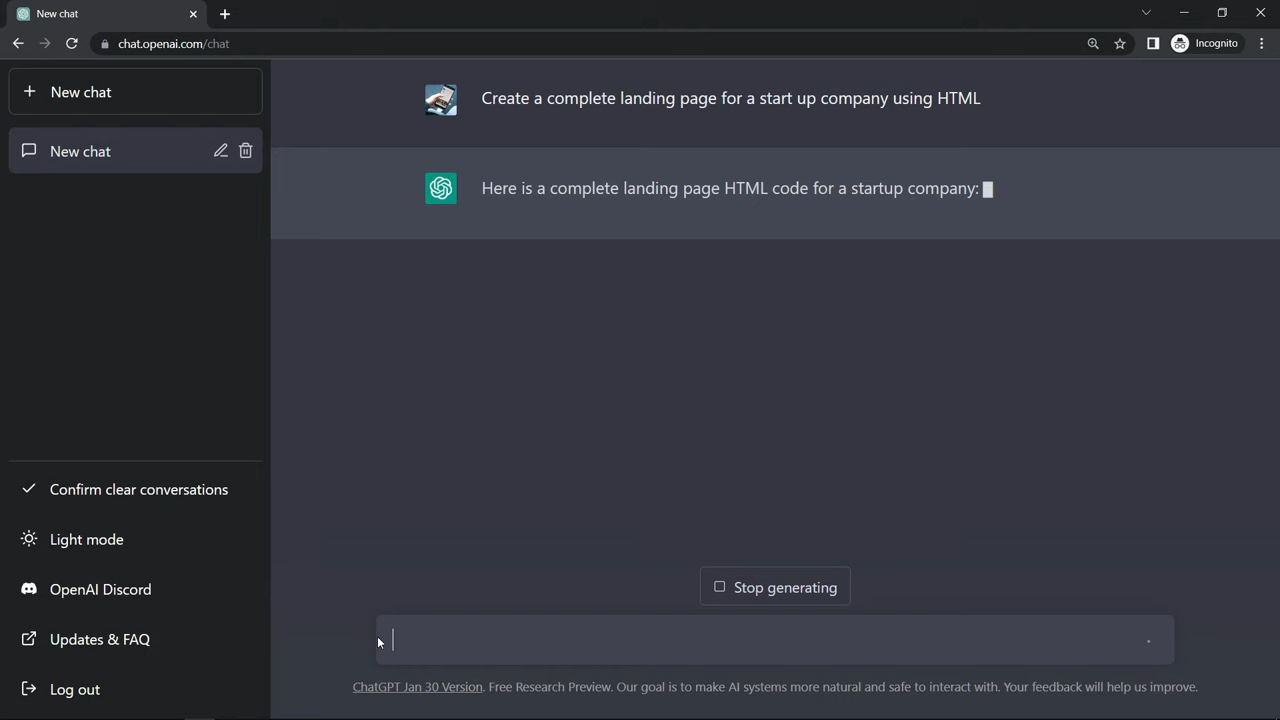 New chat
chat.openai.com/chat
Incognito
New chat
New chat
Create a complete landing page for a start up company using HTML
Here is a complete landing page HTML code for a startup company:
Confirm clear conversations
Light mode
OpenAI Discord
Updates & FAQ
Log out
Stop generating
ChatGPT Jan 30 Version. Free Research Preview. Our goal is to make AI systems more natural and safe to interact with. Your feedback will help us improve.